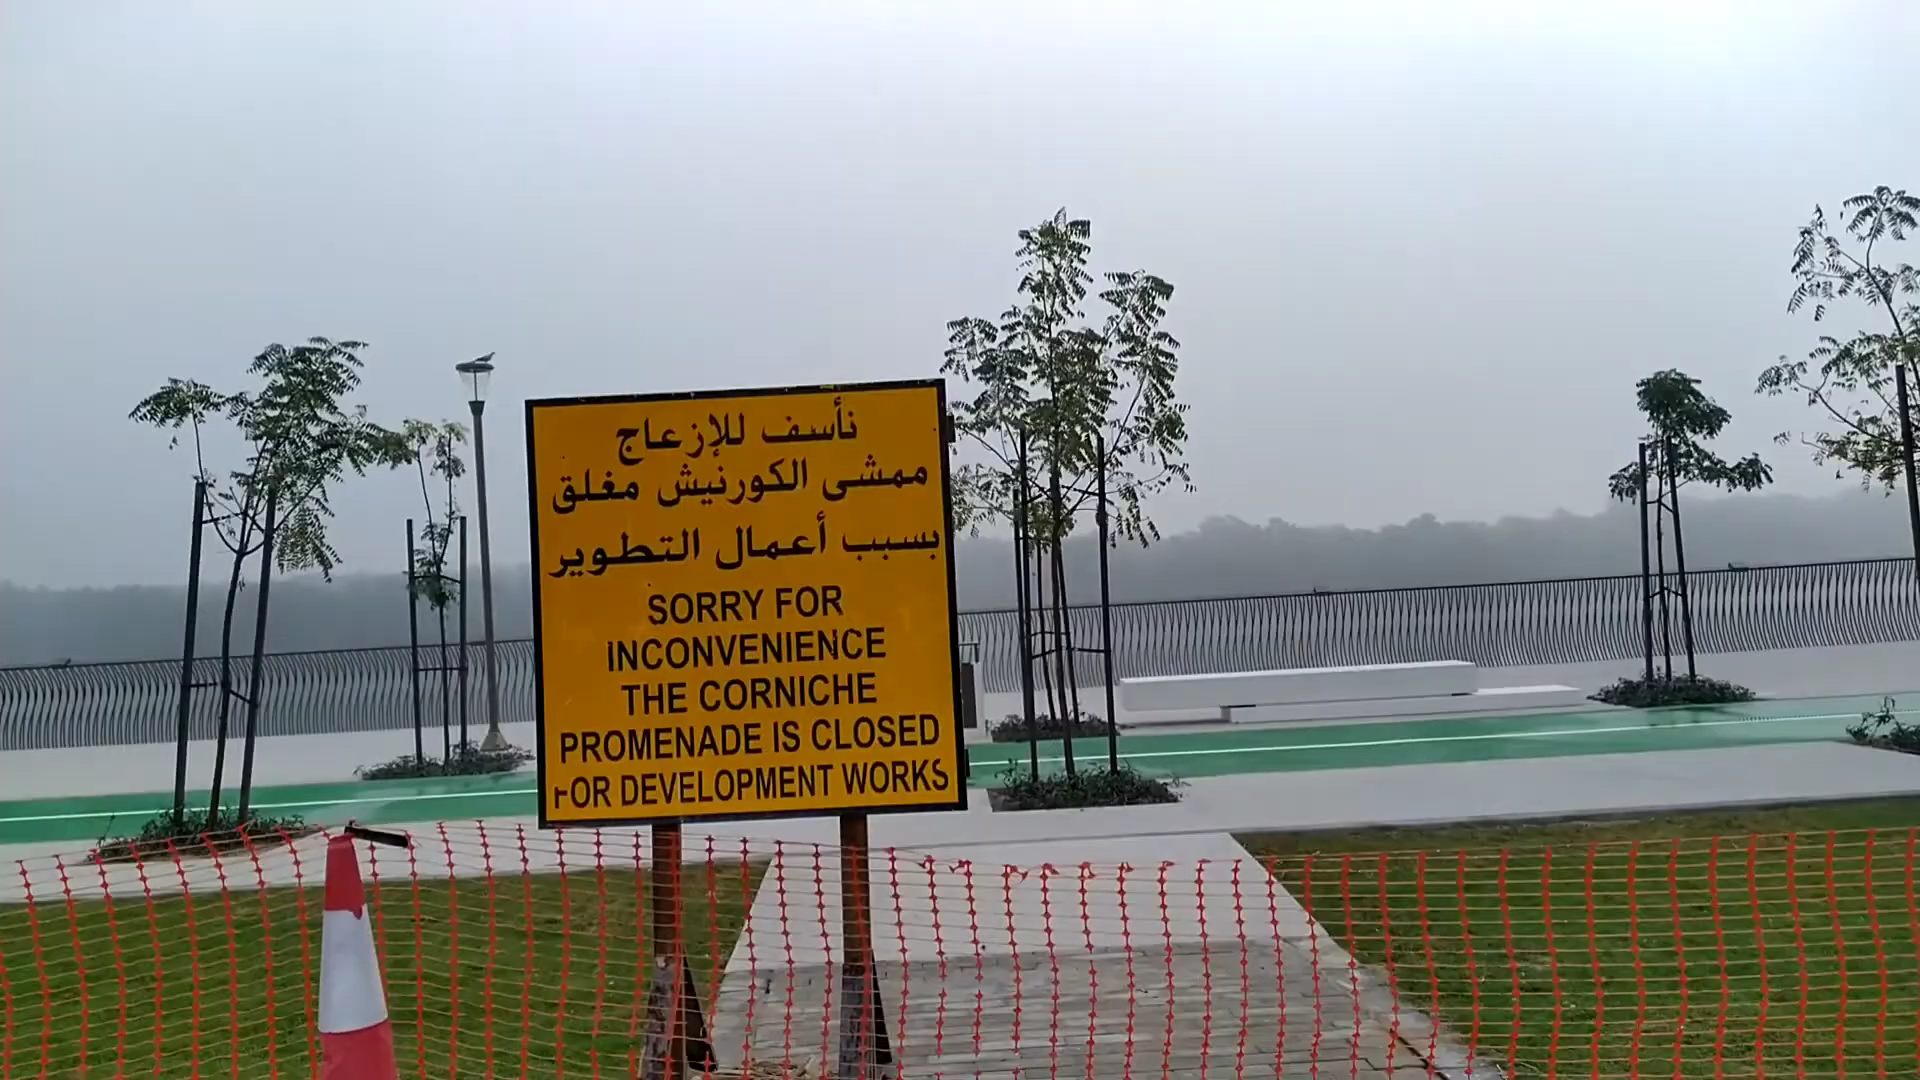 نأسف للإزعاج
ممشى الكورنيش مغلق
بسبب أعمال التطوير
SORRY FOR
INCONVENIENCE
THE CORNICHE
PROMENADE IS CLOSED
FOR DEVELOPMENT WORKS